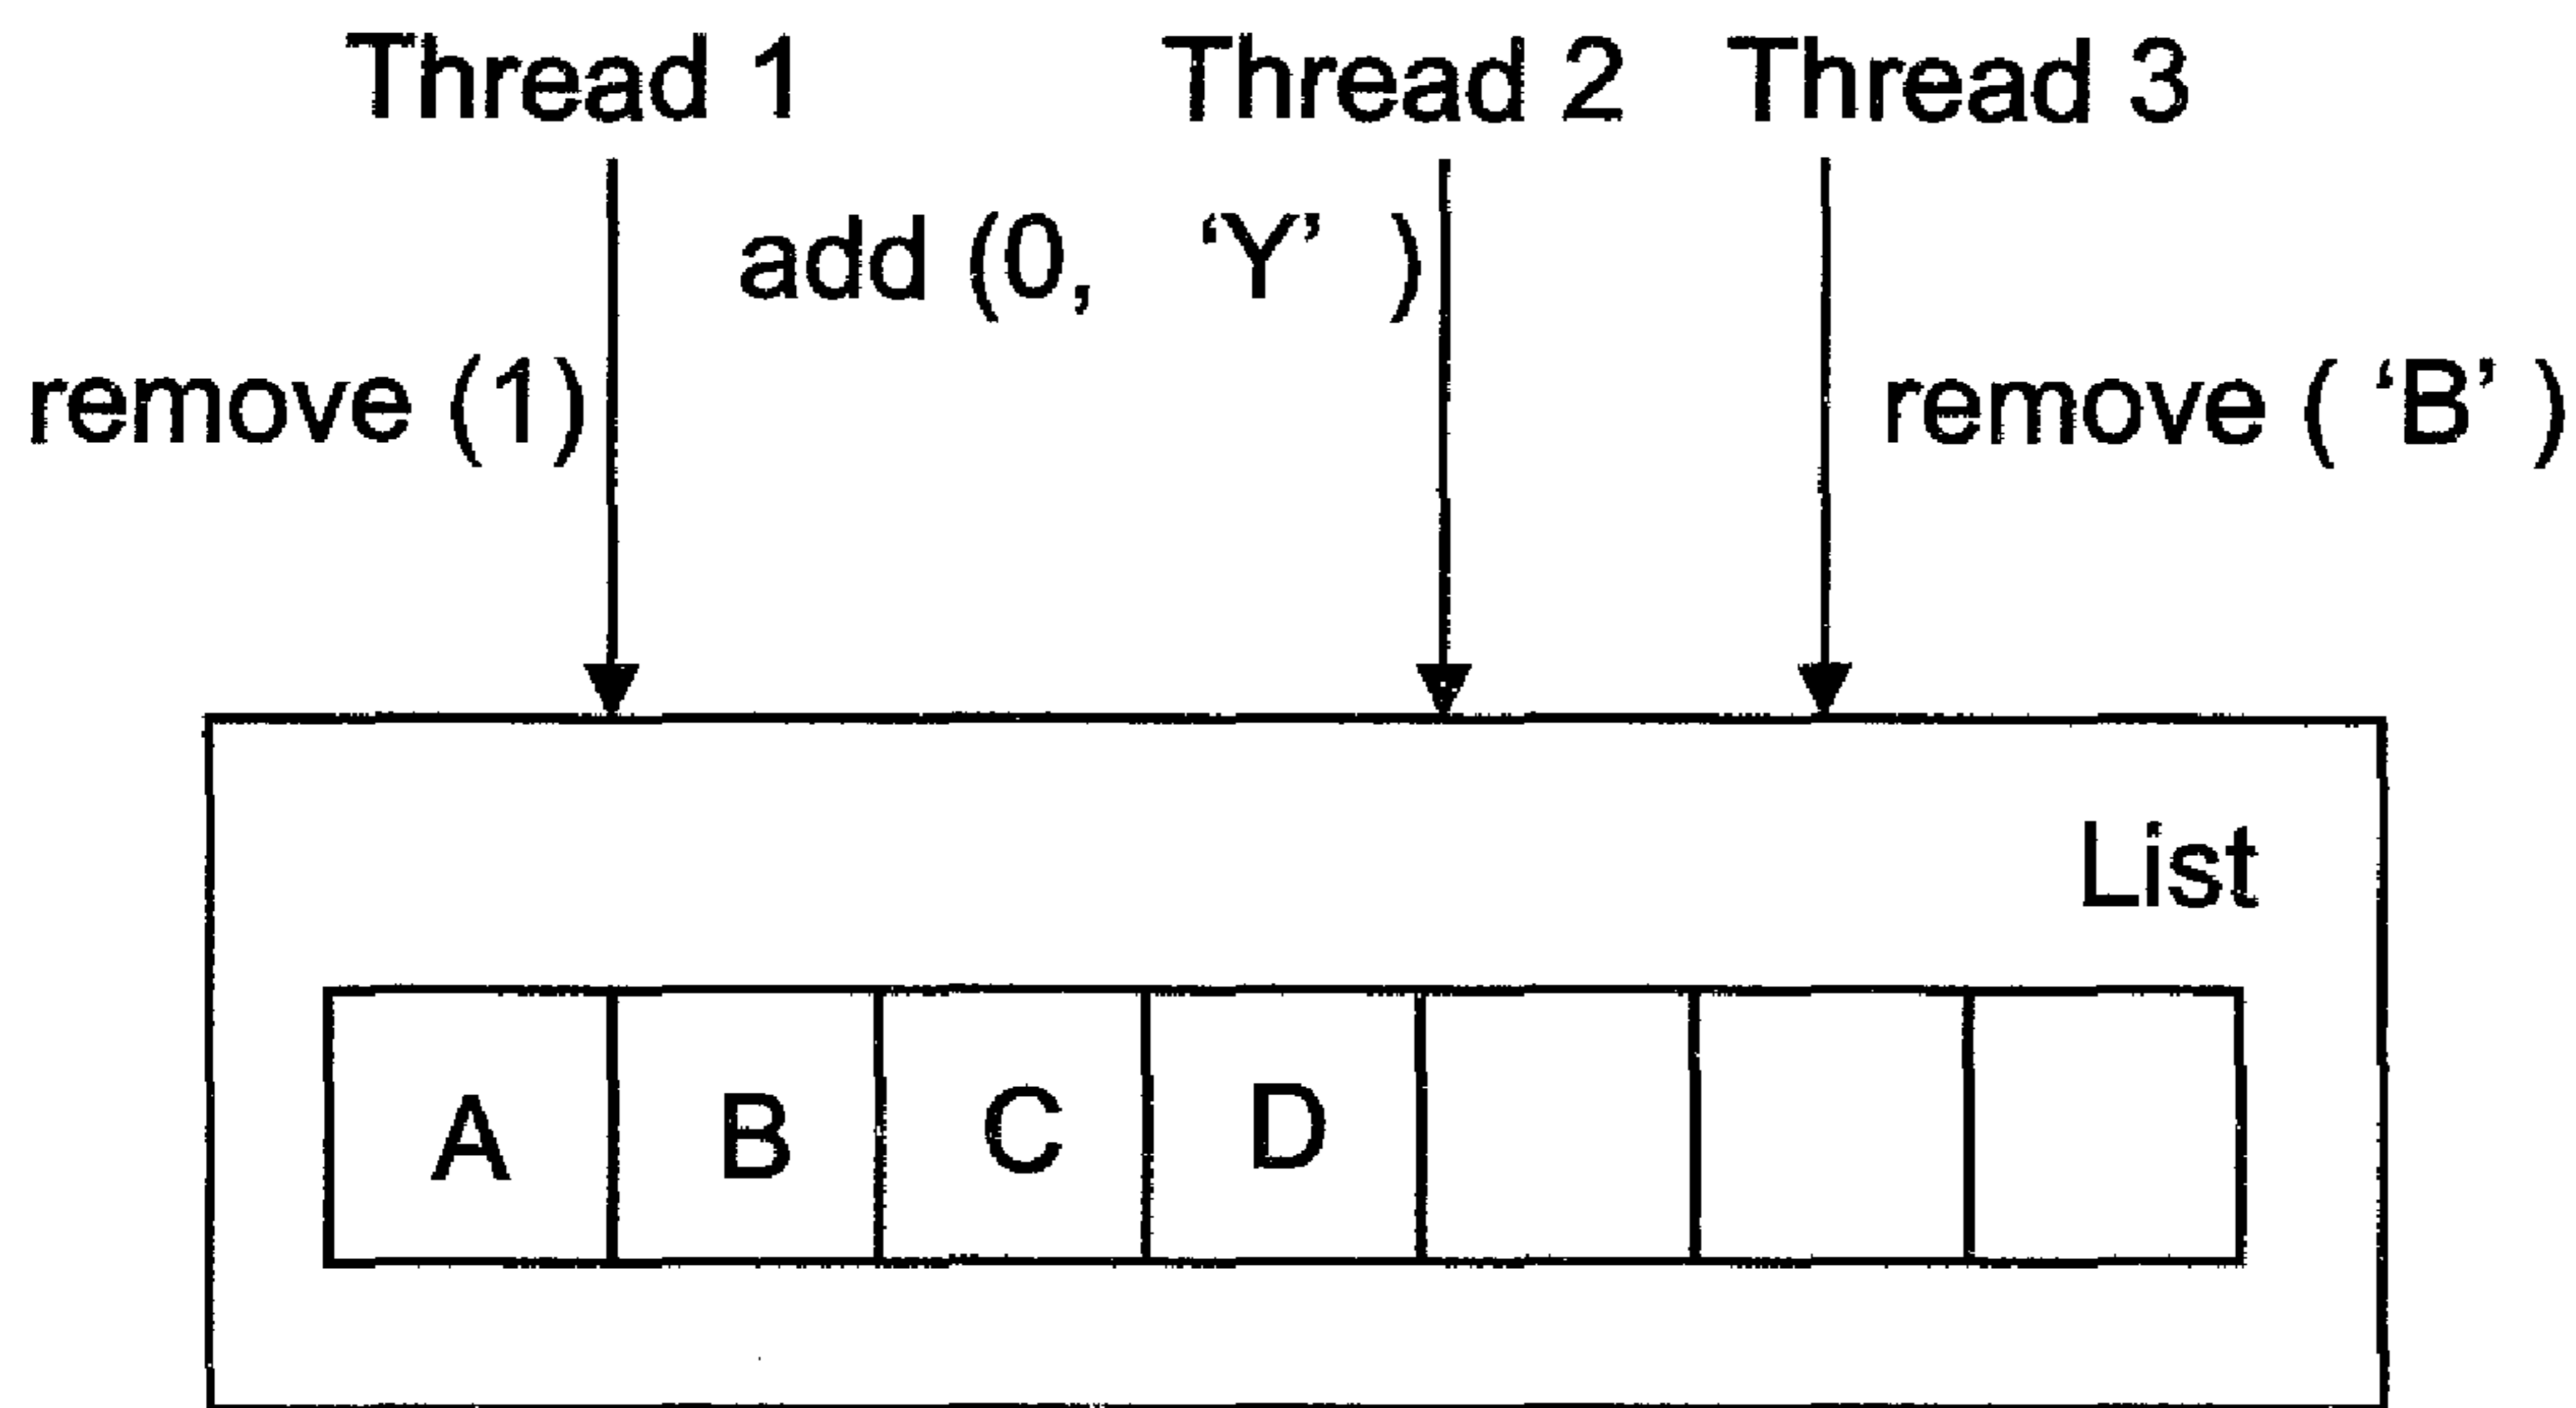 Thread 1 Thread 2 Thread 3
add (0, ‘Y’ )
remove (1) remove ( ‘B’ )
List
A B C D